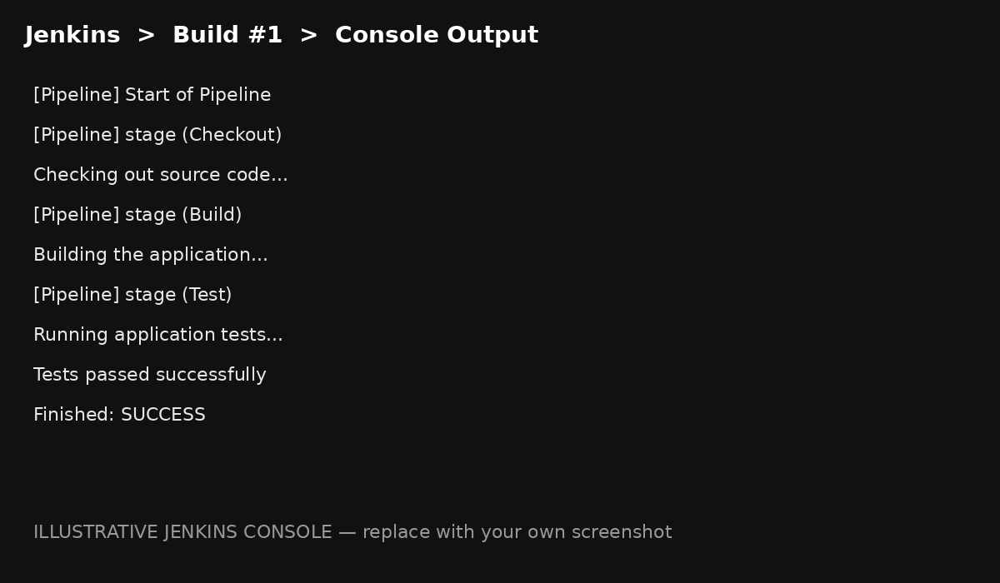 Jenkins > Build #1 > Console Output
[Pipeline] Start of Pipeline
[Pipeline] stage (Checkout)
Checking out source code...
[Pipeline] stage (Build)
Building the application...
[Pipeline] stage (Test)
Running application tests...
Tests passed successfully
Finished: SUCCESS
ILLUSTRATIVE JENKINS CONSOLE — replace with your own screenshot